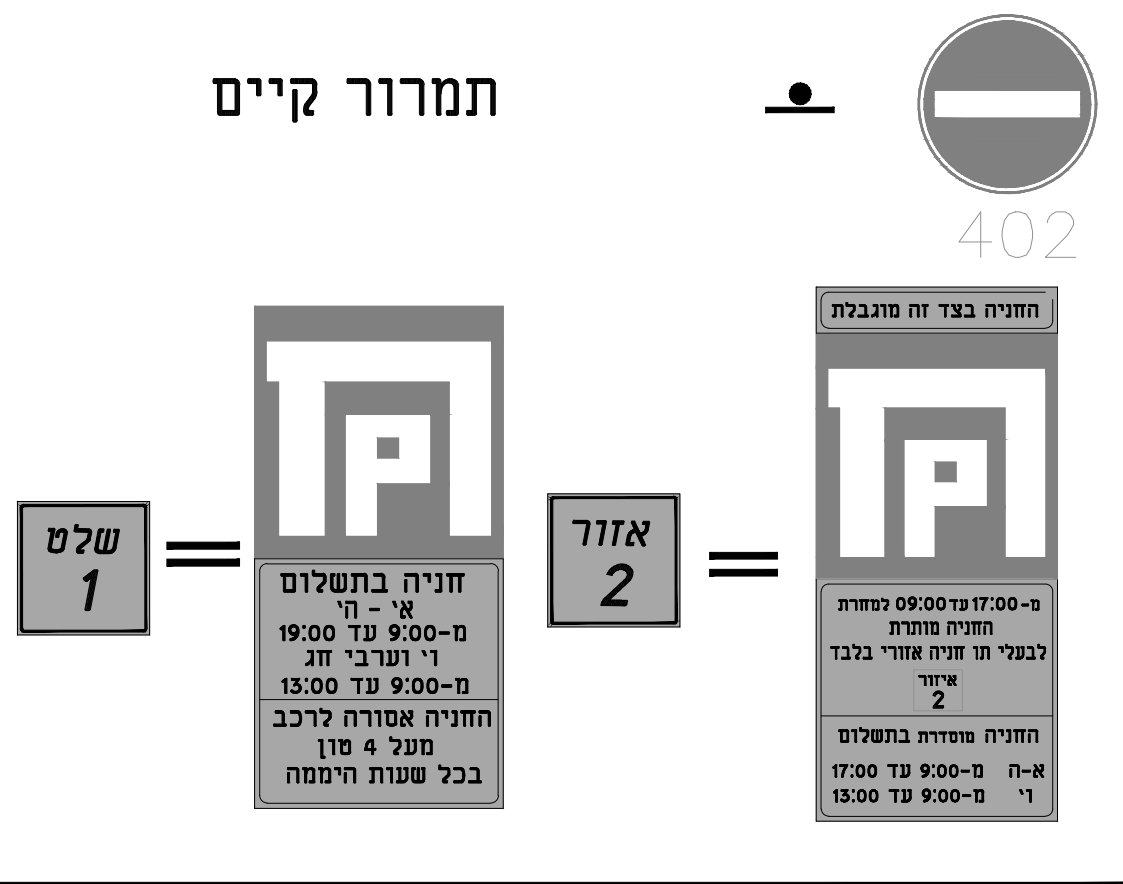 תמרור קיים
402
החניה בצד זה מוגבלת
מ-17:00 עד 09:00 למחרת
החניה מותרת
לבעלי תו חניה אזורי בלבד
איזור
2
החניה מוסדרת בתשלום
א-ה מ-9:00 עד 17:00
ו' מ-9:00 עד 13:00
אזור
2
חניה בתשלום
א' - ה'
מ-9:00 עד 19:00
ו' וערבי חג
מ-9:00 עד 13:00
החניה אסורה לרכב
מעל 4 טון
בכל שעות היממה
שלט
1